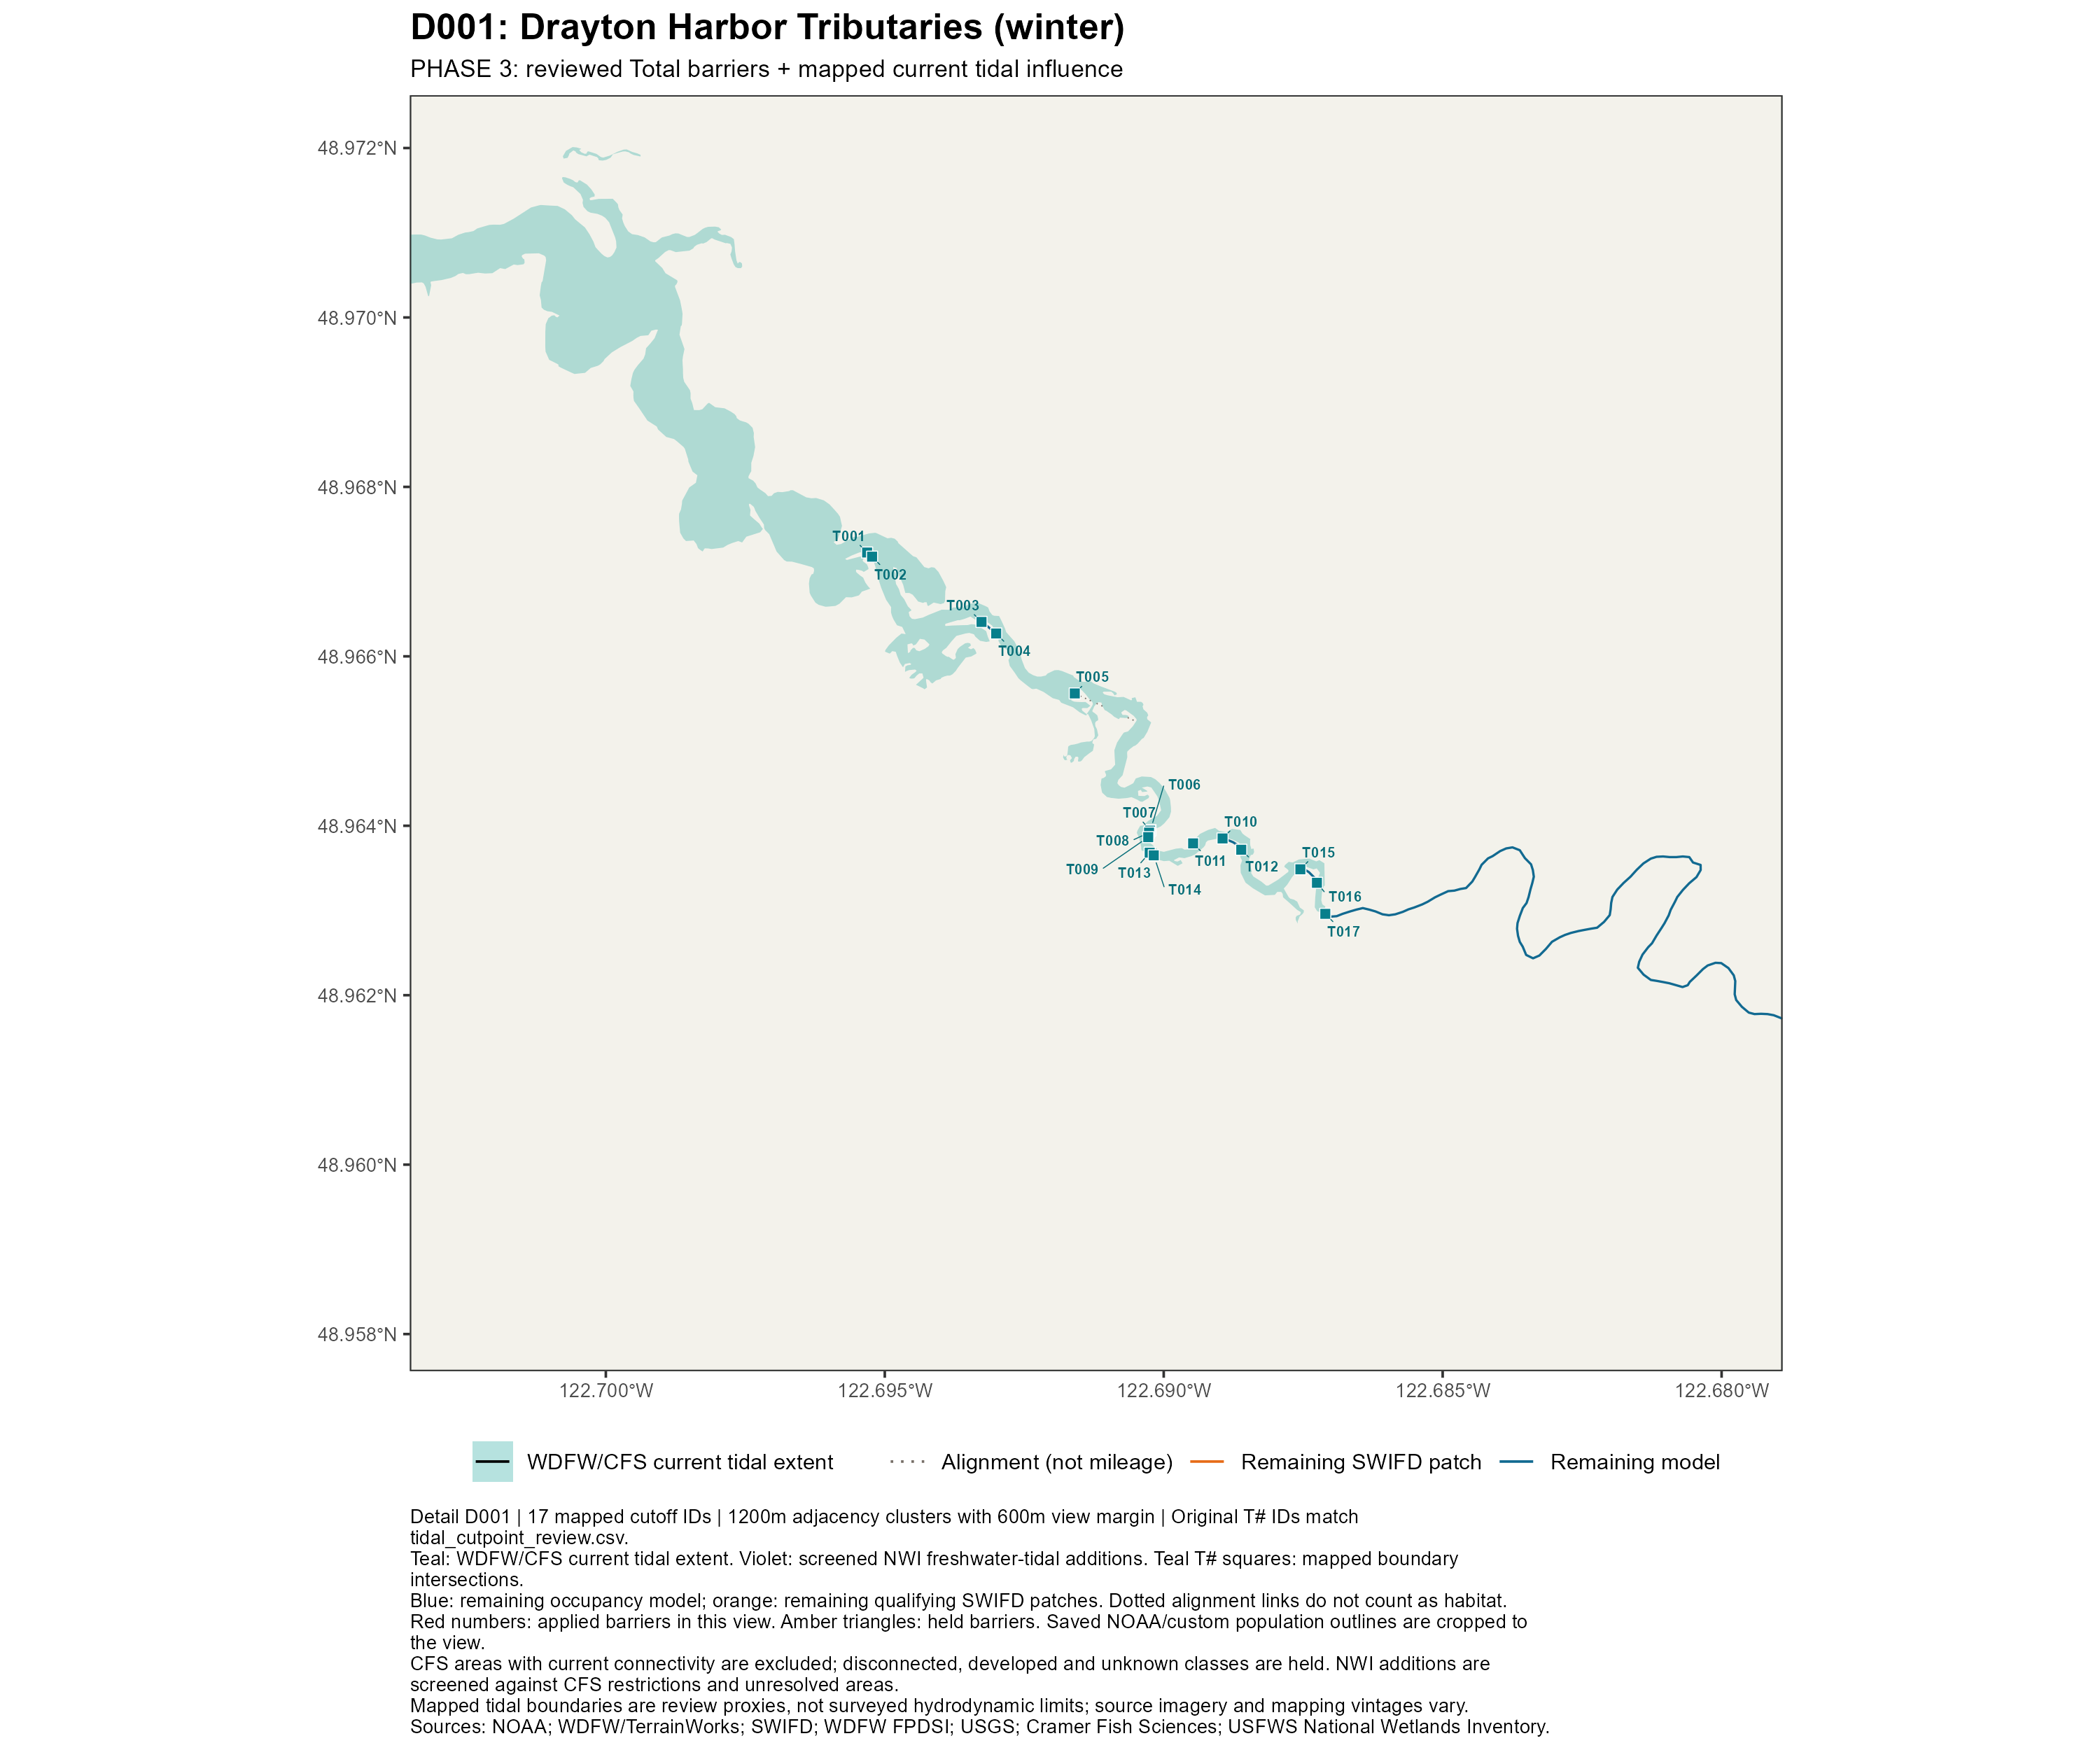 D001: Drayton Harbor Tributaries (winter)
PHASE 3: reviewed Total barriers + mapped current tidal influence
48.972°N
48.970°N
48.968°N
48.966°N
48.964°N
48.962°N
48.960°N
48.958°N
T001
T002
T003
T004
T005
T006
T007
T008
T009
T010
T011
T012
T013
T014
T015
T016
T017
122.700°W
122.695°W
122.690°W
122.685°W
122.680°W
WDFW/CFS current tidal extent
Alignment (not mileage)
Remaining SWIFD patch
Remaining model
Detail D001 | 17 mapped cutoff IDs | 1200m adjacency clusters with 600m view margin | Original T# IDs match
tidal_cutpoint_review.csv.
Teal: WDFW/CFS current tidal extent. Violet: screened NWI freshwater-tidal additions. Teal T# squares: mapped boundary
intersections.
Blue: remaining occupancy model; orange: remaining qualifying SWIFD patches. Dotted alignment links do not count as habitat.
Red numbers: applied barriers in this view. Amber triangles: held barriers. Saved NOAA/custom population outlines are cropped to
the view.
CFS areas with current connectivity are excluded; disconnected, developed and unknown classes are held. NWI additions are
screened against CFS restrictions and unresolved areas.
Mapped tidal boundaries are review proxies, not surveyed hydrodynamic limits; source imagery and mapping vintages vary.
Sources: NOAA; WDFW/TerrainWorks; SWIFD; WDFW FPDSI; USGS; Cramer Fish Sciences; USFWS National Wetlands Inventory.